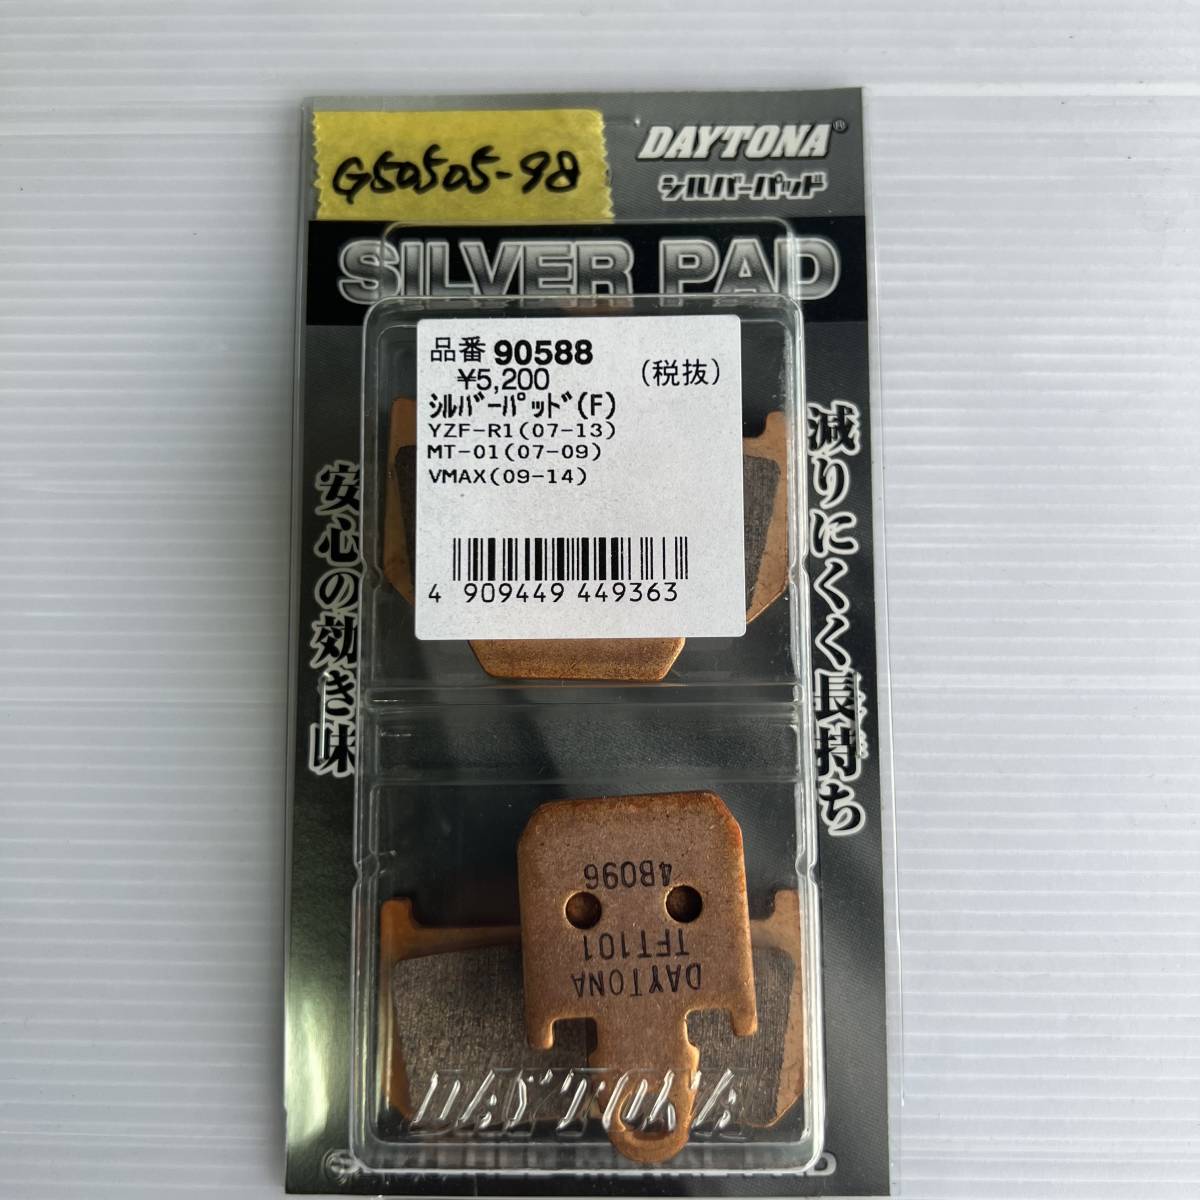 G50505-98
DAYTONA®
シルバーパッド
SILVER PAD
品番 90588
¥5,200 (税抜)
ｼﾙﾊﾞｰﾊﾟｯﾄﾞ(F)
YZF-R1(07-13)
MT-01(07-09)
VMAX(09-14)
4 909449 449363
減りにくく長持ち
安心の効き味
4B096
TFT101
DAYTONA
DAYTONA